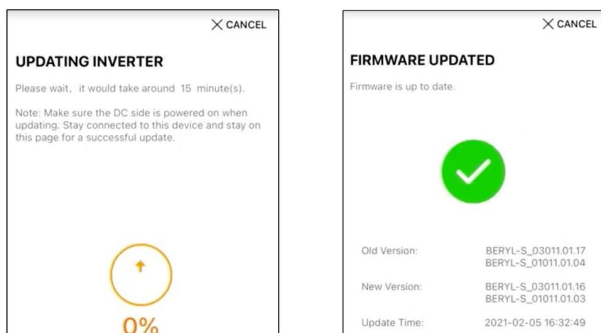 CANCEL
UPDATING INVERTER
Please wait, it would take around 15 minute(s).
Note: Make sure the DC side is powered on when
updating. Stay connected to this device and stay on
this page for a successful update.
0%
CANCEL
FIRMWARE UPDATED
Firmware is up to date.
Old Version: BERYL-S_03011.01.17
BERYL-S_01011.01.04
New Version: BERYL-S_03011.01.16
BERYL-S_01011.01.03
Update Time: 2021-02-05 16:32:49